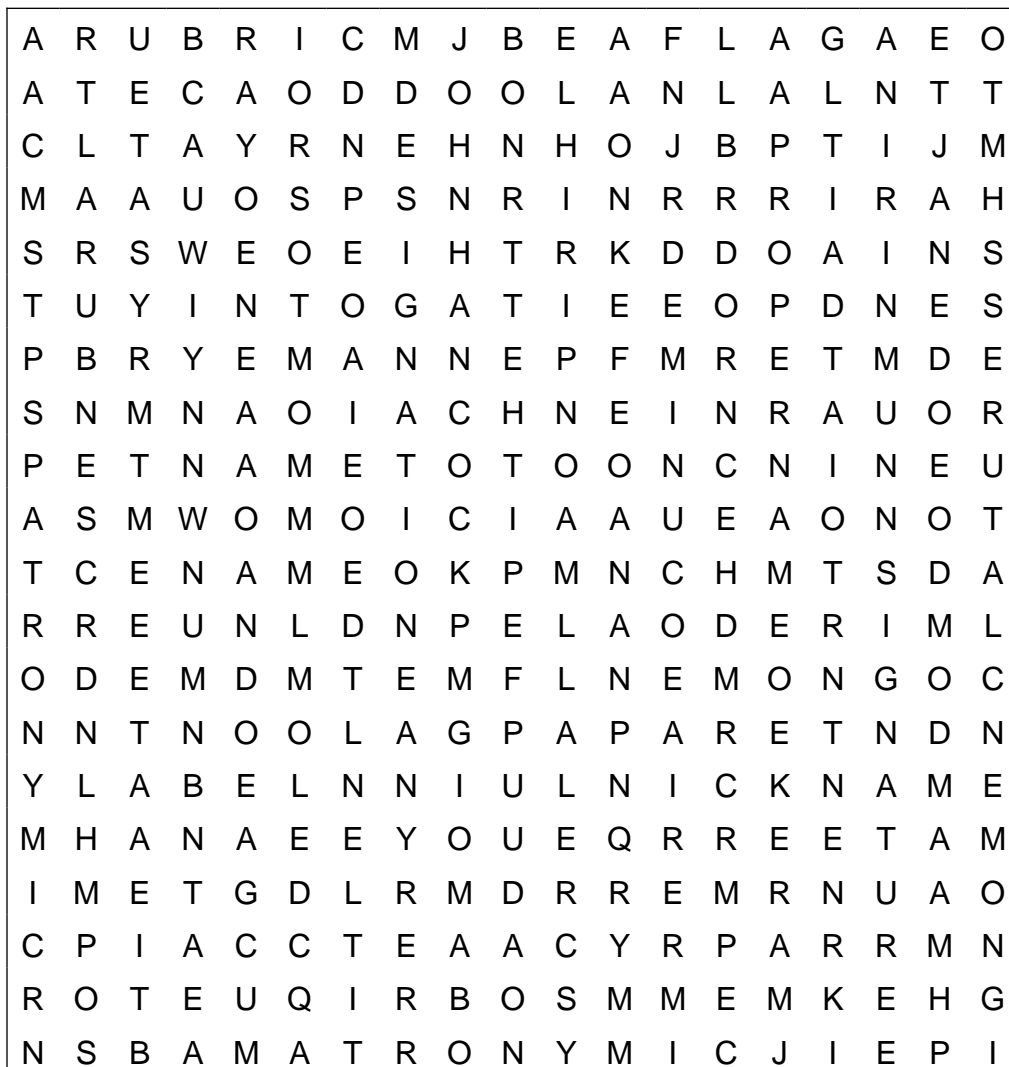 A R U B R I C M J B E A F L A G A E O
A T E C A O D D O O L A N L A L N T T
C L T A Y R N E H N H O J B P T I J M
M A A U O S P S N R I N R R R I R A H
S R S W E O E I H T R K D D O A I N S
T U Y I N T O G A T I E E O P D N E S
P B R Y E M A N N E P F M R E T M D E
S N M N A O I A C H N E I N R A U O R
P E T N A M E T O T O O N C N I N E U
A S M W O M O I C I A A U E A O N O T
T C E N A M E O K P M N C H M T S D A
R R E U N L D N P E L A O D E R I M L
O D E M D M T E M F L N E M O N G O C
N N T N O O L A G P A P A R E T N D N
Y L A B E L N N I U L N I C K N A M E
M H A N A E E Y O U E Q R R E E T A M
I M E T G D L R M D R R E M R N U A O
C P I A C C T E A A C Y R P A R R M N
R O T E U Q I R B O S M M E M K E H G
N S B A M A T R O N Y M I C J I E P I